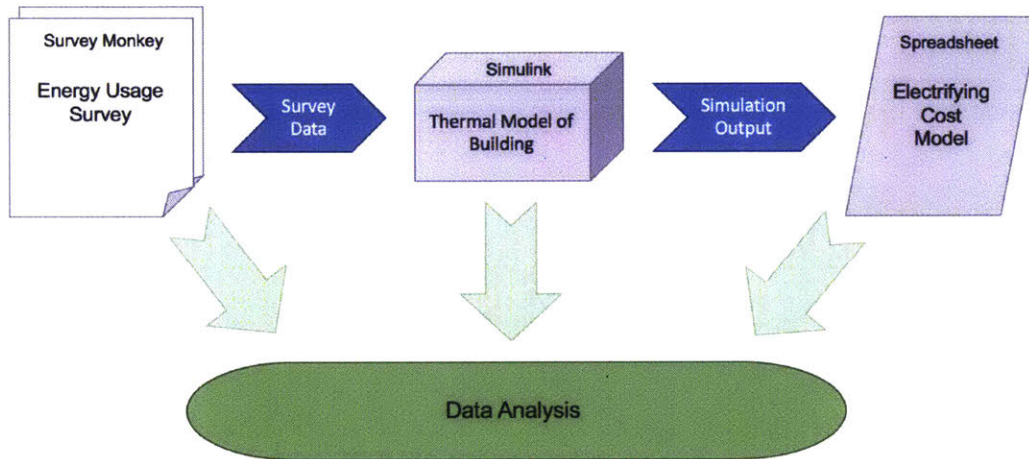 Survey Monkey
Energy Usage
Survey
Survey
Data
Simulink
Thermal Model of
Building
Simulation
Output
Spreadsheet
Electrifying
Cost
Model
Data Analysis